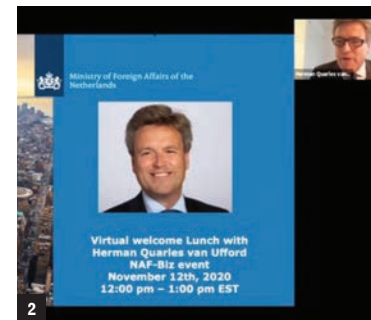 Ministry of Foreign Affairs of the
Netherlands
Herman Quarles van...
Virtual welcome Lunch with
Herman Quarles van Ufford
NAF-Biz event
November 12th, 2020
12:00 pm – 1:00 pm EST
2